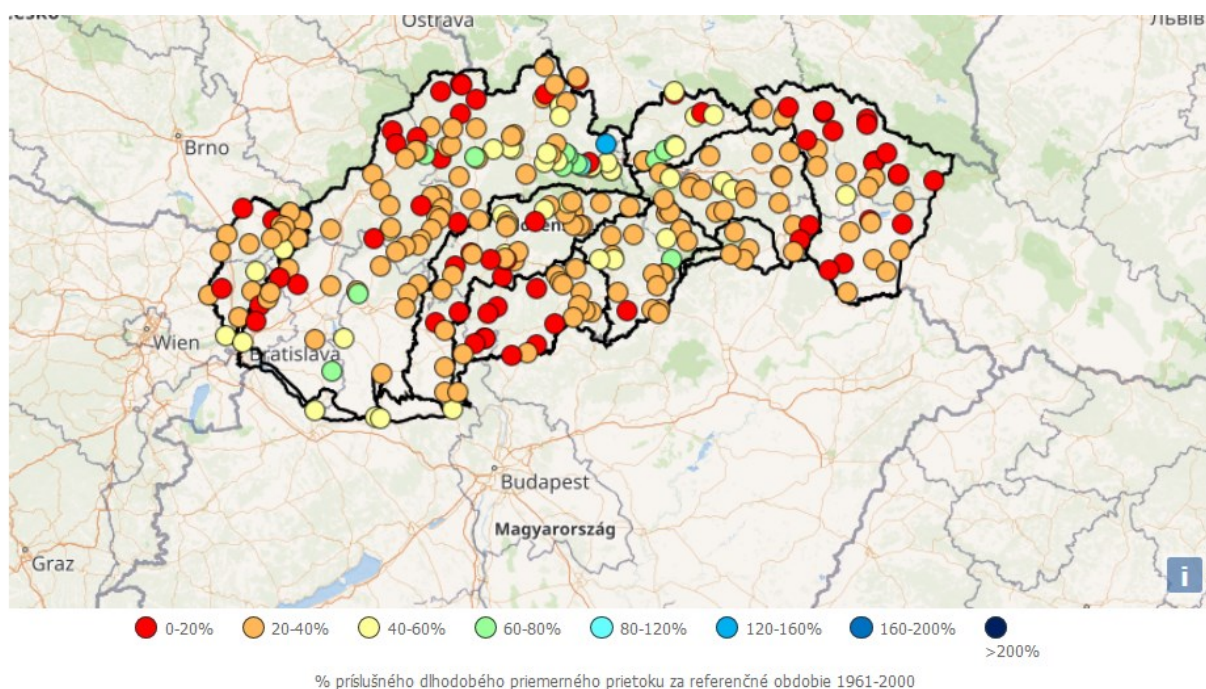 Ostrava
Львів
Brno
Wien
Bratislava
Budapest
Magyarország
Graz
i
0-20%
20-40%
40-60%
60-80%
80-120%
120-160%
160-200%
>200%
% príslušného dlhodobého priemerného prietoku za referenčné obdobie 1961-2000